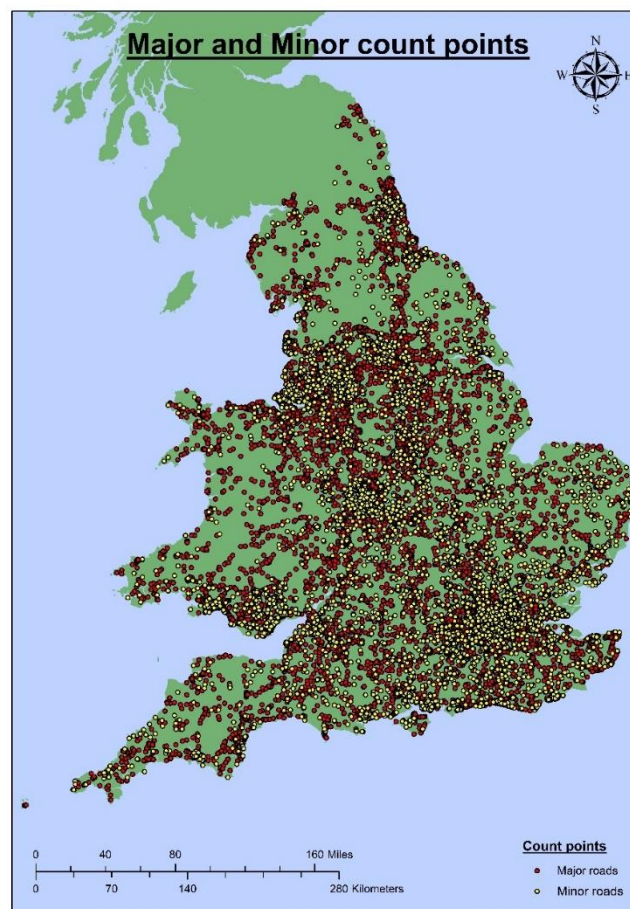 Major and Minor count points
N
W E
S
0 40 80 160 Miles
0 70 140 280 Kilometers
Count points
Major roads
Minor roads